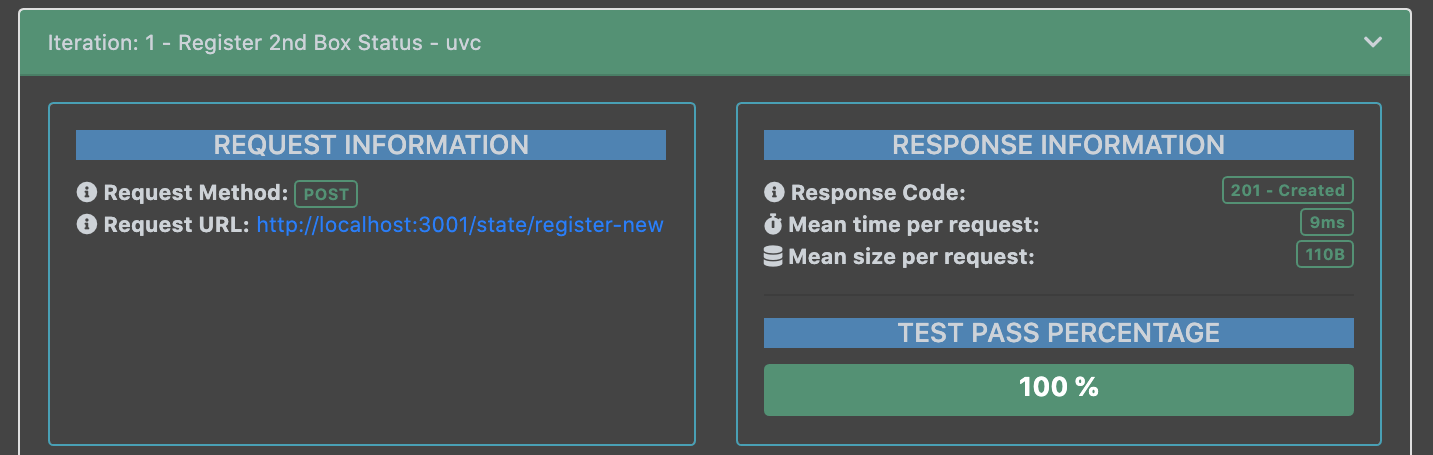 Iteration: 1 - Register 2nd Box Status - uvc
REQUEST INFORMATION
Request Method: POST
Request URL: http://localhost:3001/state/register-new
RESPONSE INFORMATION
Response Code: 201 - Created
Mean time per request: 9ms
Mean size per request: 110B
TEST PASS PERCENTAGE
100 %